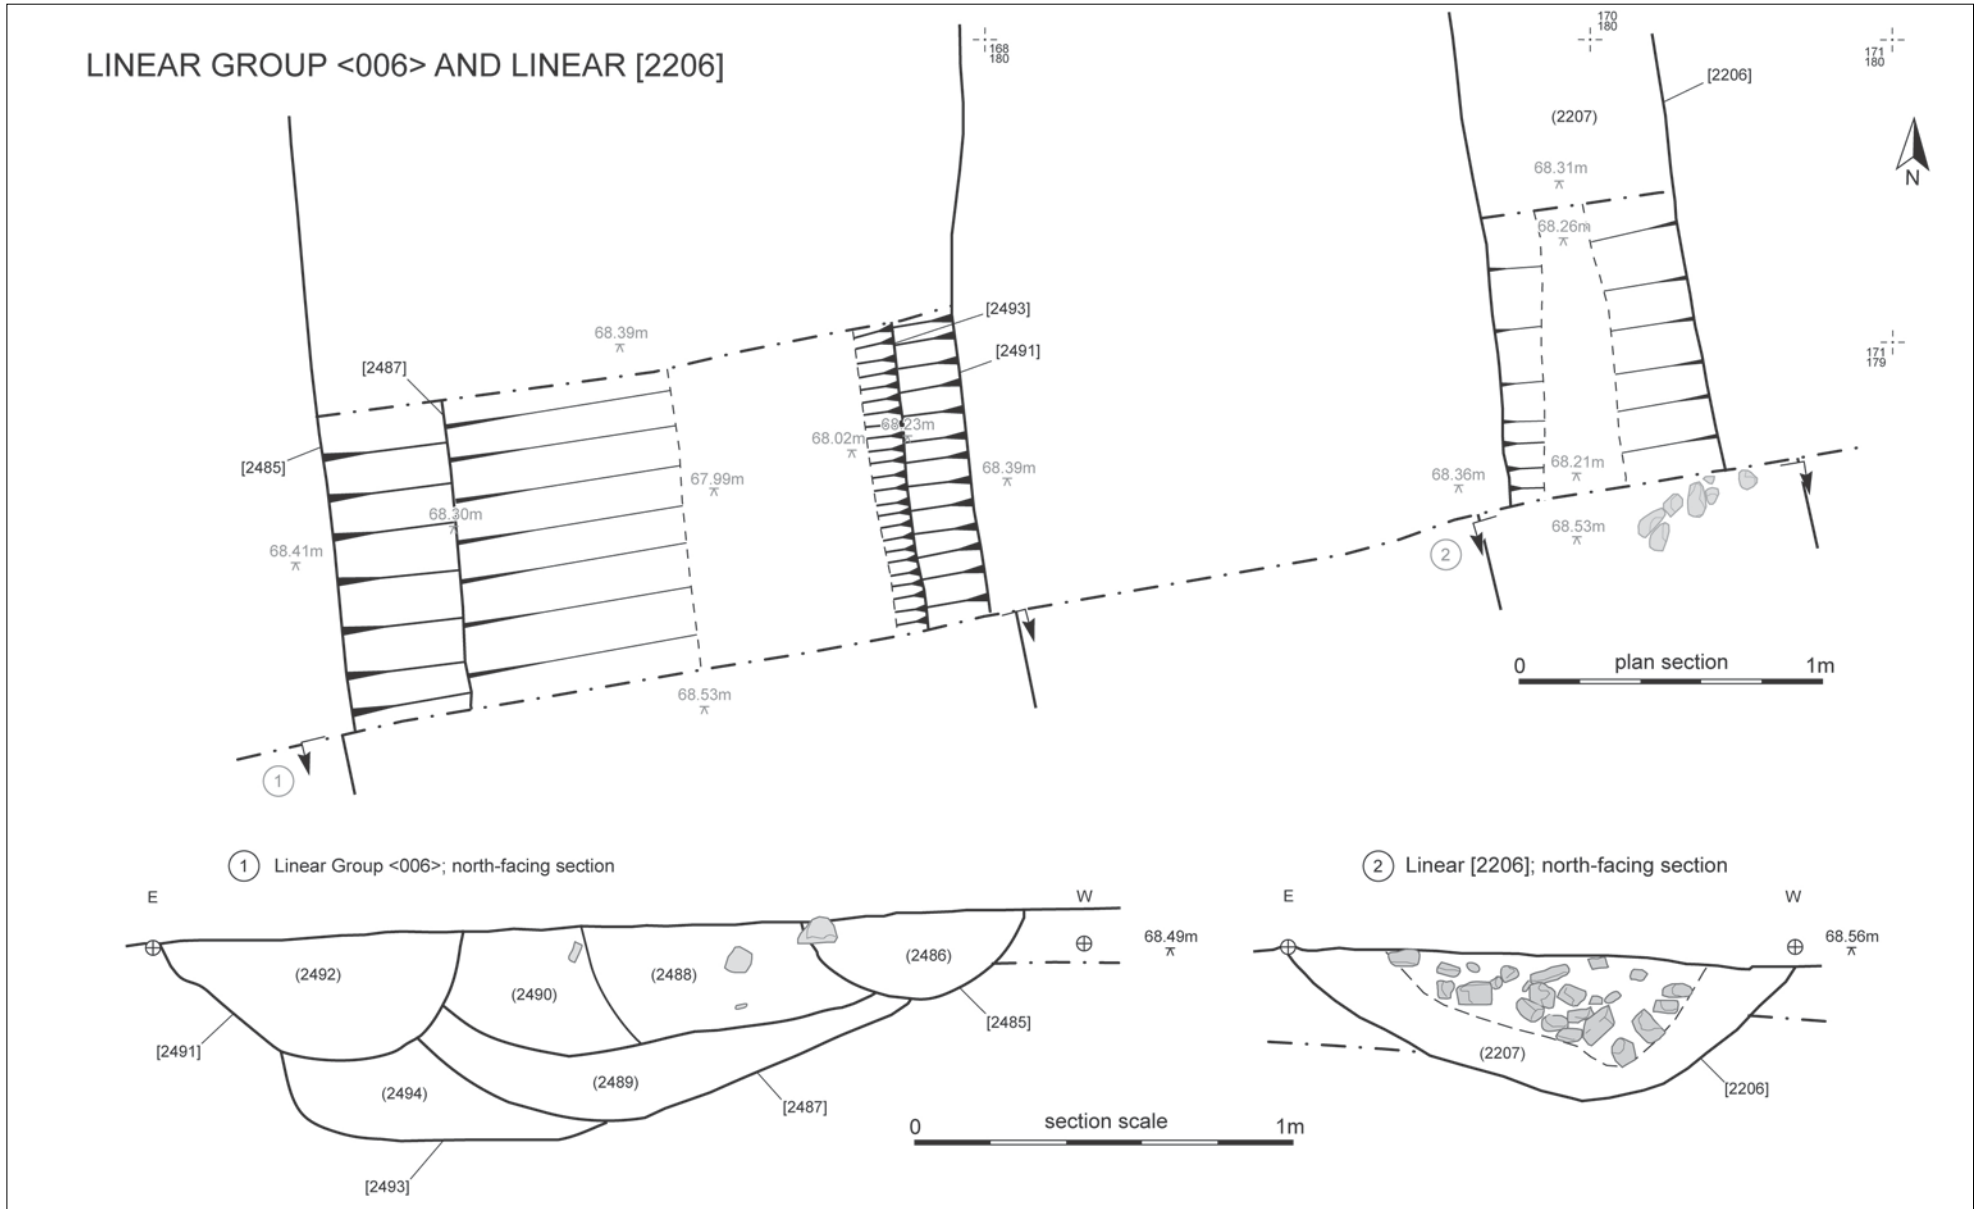 LINEAR GROUP <006> AND LINEAR [2206]
168
180
170
180
171
180
[2206]
(2207)
68.31m
N
68.26m
[2493]
68.39m
[2491]
171
179
[2487]
68.02m
68.23m
[2485]
68.39m
67.99m
68.36m
68.21m
68.30m
68.53m
68.41m
2
0 plan section 1m
68.53m
1
1 Linear Group <006>; north-facing section
E
W
68.49m
(2492)
(2490)
(2488)
(2486)
[2485]
[2491]
(2494)
(2489)
[2487]
[2493]
0 section scale 1m
2 Linear [2206]; north-facing section
E
W
68.56m
(2207)
[2206]